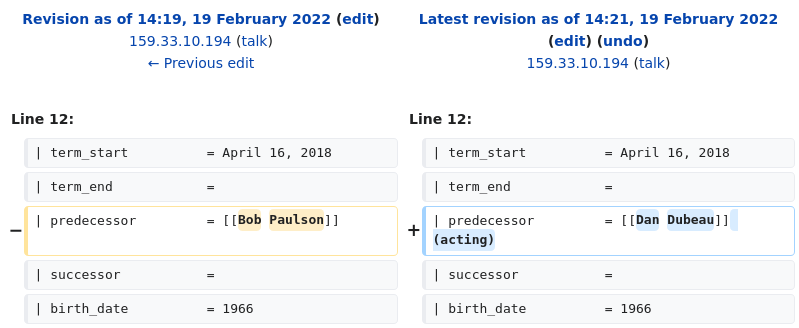 Revision as of 14:19, 19 February 2022 (edit)
159.33.10.194 (talk)
← Previous edit
Latest revision as of 14:21, 19 February 2022
(edit) (undo)
159.33.10.194 (talk)
Line 12:
Line 12:
| term_start = April 16, 2018
| term_start = April 16, 2018
| term_end =
| term_end =
− | predecessor = [[Bob Paulson]]
+ | predecessor = [[Dan Dubeau]]
(acting)
| successor =
| successor =
| birth_date = 1966
| birth_date = 1966